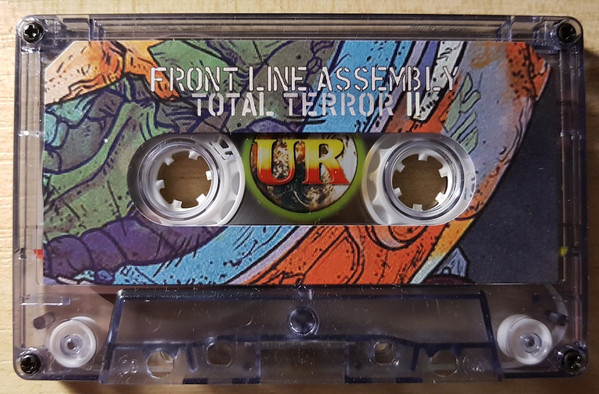 FRONT LINE ASSEMBLY
TOTAL TERROR II
UR